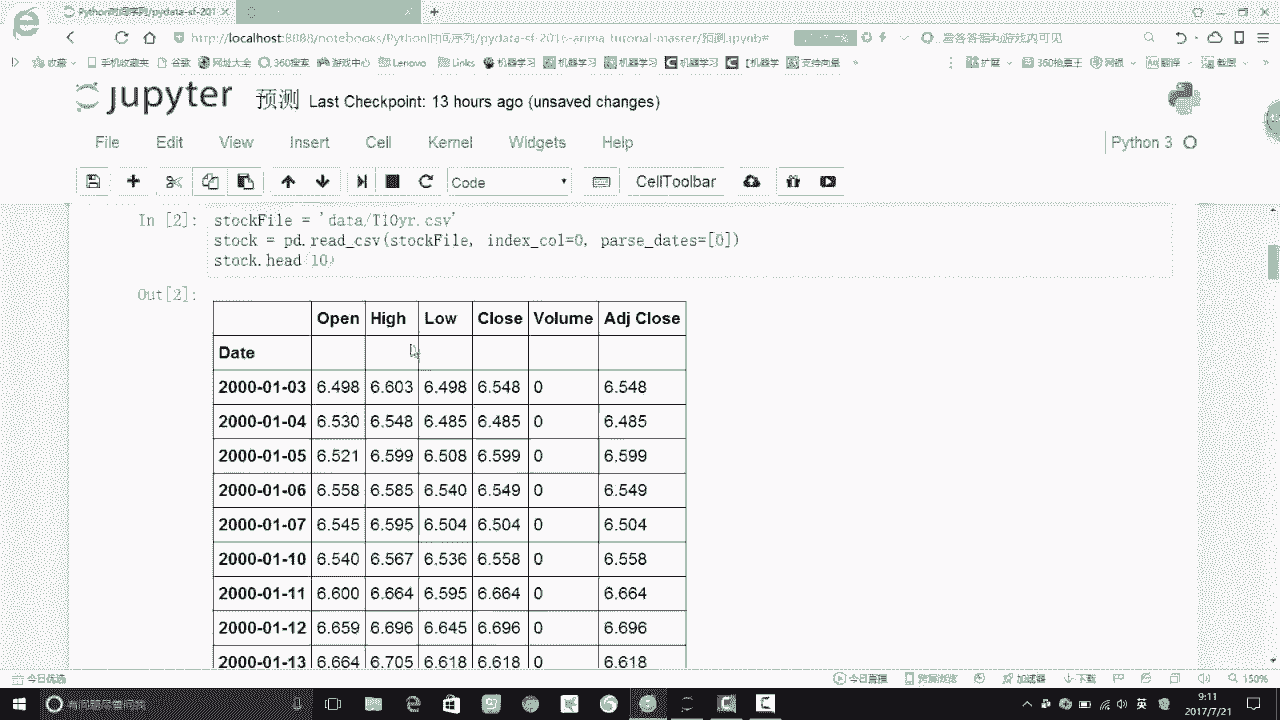 Python时间序列/pydata-sf-201
http://localhost:8888/notebooks/Python时间序列/pydata-sf-2016-arima-tutorial-master/预测.ipynb#
收藏 手机收藏夹 谷歌 网址大全 360搜索 游戏中心 Lenovo Links 机器学习 机器学习 机器学习 机器学习 【机器学 支持向量 » 扩展 360抢票王 网银 翻译 截图 »
jupyter 预测 Last Checkpoint: 13 hours ago (unsaved changes)
File Edit View Insert Cell Kernel Widgets Help Python 3
Code CellToolbar
In [2]: stockFile = 'data/T10yr.csv'
stock = pd.read_csv(stockFile, index_col=0, parse_dates=[0])
stock.head(10)
Out[2]:
Open High Low Close Volume Adj Close
Date
2000-01-03 6.498 6.603 6.498 6.548 0 6.548
2000-01-04 6.530 6.548 6.485 6.485 0 6.485
2000-01-05 6.521 6.599 6.508 6.599 0 6.599
2000-01-06 6.558 6.585 6.540 6.549 0 6.549
2000-01-07 6.545 6.595 6.504 6.504 0 6.504
2000-01-10 6.540 6.567 6.536 6.558 0 6.558
2000-01-11 6.600 6.664 6.595 6.664 0 6.664
2000-01-12 6.659 6.696 6.645 6.696 0 6.696
2000-01-13 6.664 6.705 6.618 6.618 0 6.618
今日优选 今日直播 跨屏浏览 加速器 下载 150%
英 9:11
2017/7/21